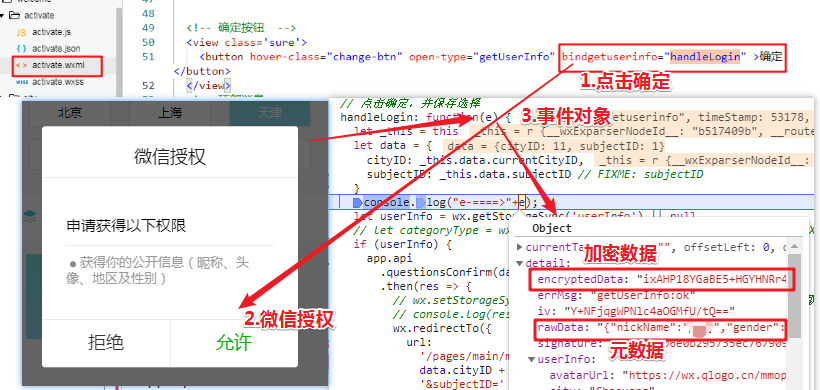 welcome
activate
JS activate.js
{} activate.json
< > activate.wxml
wxss activate.wxss
47
48
49
50
51
52
<!-- 确定按钮 -->
<view class='sure'>
<button hover-class="change-btn" open-type="getUserInfo" bindgetuserinfo="handleLogin" >确定
</button>
</view>
1.点击确定
北京
上海
天津
微信授权
申请获得以下权限
获得你的公开信息（昵称、头
像、地区及性别）
拒绝
允许
2.微信授权
// 点击确定，并保存选择
handleLogin: function(e) {
etuserinfo", timeStamp: 53178,
3.事件对象
let _this = this _this = r {__wxExparserNodeId__: "b517409b", __route
let data = { data = {cityID: 11, subjectID: 1}
cityID: _this.data.currentCityID, _this = r {__wxExparserNodeId__:
subjectID: _this.data.subjectID // FIXME: subjectID
}
console. log("e-====>"+e);
let userInfo = wx.getStorageSync('userInfo') || null
// let categoryType = wx
if (userInfo) {
app.api
.questionsConfirm(da
.then(res => {
// wx.setStorageSy
// console.log(res
wx.redirectTo({
url:
'/pages/main/m
data.cityID +
'&subjectID='
Object
currentTa
"", offsetLeft: 0, o
加密数据
detail:
encryptedData: "ixAHP18YGaBE5+HGYHNRr4
errMsg: "getUserInfo:ok"
iv: "Y+NFjqgWPNlc4aOGMfU/tQ=="
rawData: "{"nickName":"
","gender":
signature:
元数据
userInfo:
avatarUrl: "https://wx.qlogo.cn/mmop